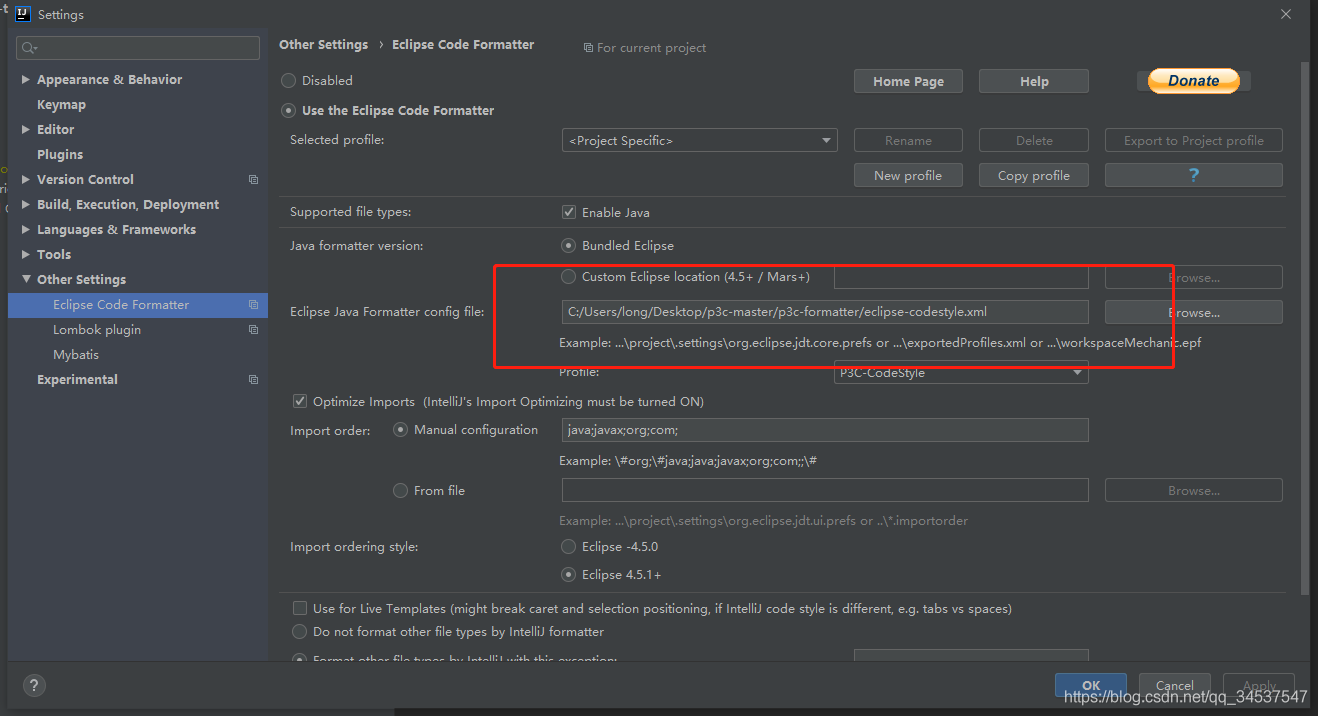 Settings
Other Settings › Eclipse Code Formatter For current project
Appearance & Behavior
Keymap
Editor
Plugins
Version Control
Build, Execution, Deployment
Languages & Frameworks
Tools
Other Settings
Eclipse Code Formatter
Lombok plugin
Mybatis
Experimental
Disabled Home Page Help Donate
Use the Eclipse Code Formatter
Selected profile: <Project Specific> Rename Delete Export to Project profile
New profile Copy profile ?
Supported file types: Enable Java
Java formatter version: Bundled Eclipse
Custom Eclipse location (4.5+ / Mars+) Browse...
Eclipse Java Formatter config file: C:/Users/long/Desktop/p3c-master/p3c-formatter/eclipse-codestyle.xml Browse...
Example: ...\project\.settings\org.eclipse.jdt.core.prefs or ...\exportedProfiles.xml or ...\workspaceMechanic.epf
Profile: P3C-CodeStyle
Optimize Imports (IntelliJ's Import Optimizing must be turned ON)
Import order: Manual configuration java;javax;org;com;
Example: \#org;\#java;java;javax;org;com;;\#
From file Browse...
Example: ...\project\.settings\org.eclipse.jdt.ui.prefs or ..\*.importorder
Import ordering style: Eclipse -4.5.0
Eclipse 4.5.1+
Use for Live Templates (might break caret and selection positioning, if IntelliJ code style is different, e.g. tabs vs spaces)
Do not format other file types by IntelliJ formatter
Format other file types by IntelliJ with this exception:
? OK Cancel Apply
https://blog.csdn.net/qq_34537547